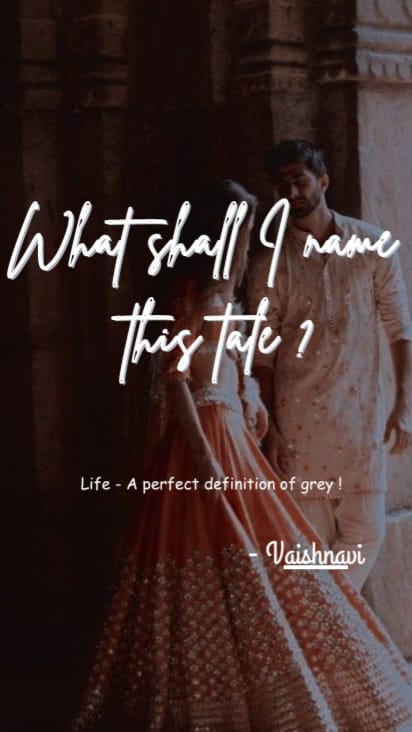 What shall I name
this tale ?
Life - A perfect definition of grey !
- Vaishnavi